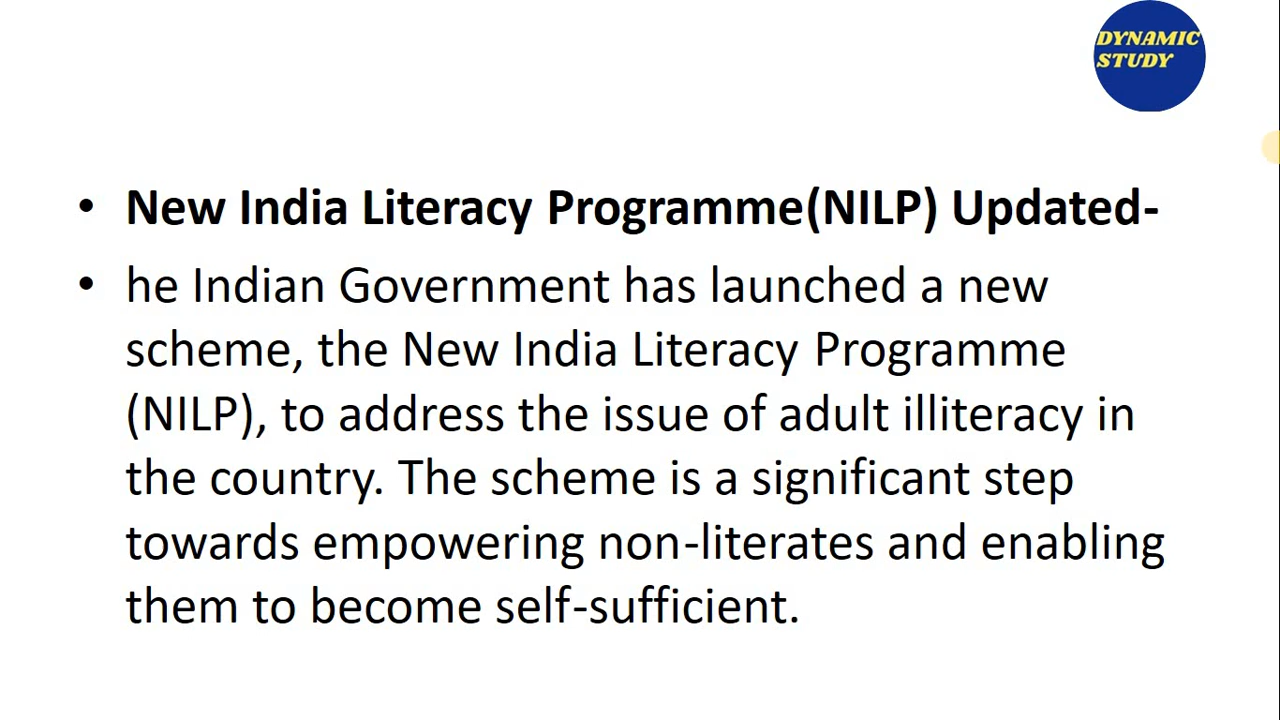 DYNAMIC
STUDY
• New India Literacy Programme(NILP) Updated-
• he Indian Government has launched a new
scheme, the New India Literacy Programme
(NILP), to address the issue of adult illiteracy in
the country. The scheme is a significant step
towards empowering non-literates and enabling
them to become self-sufficient.